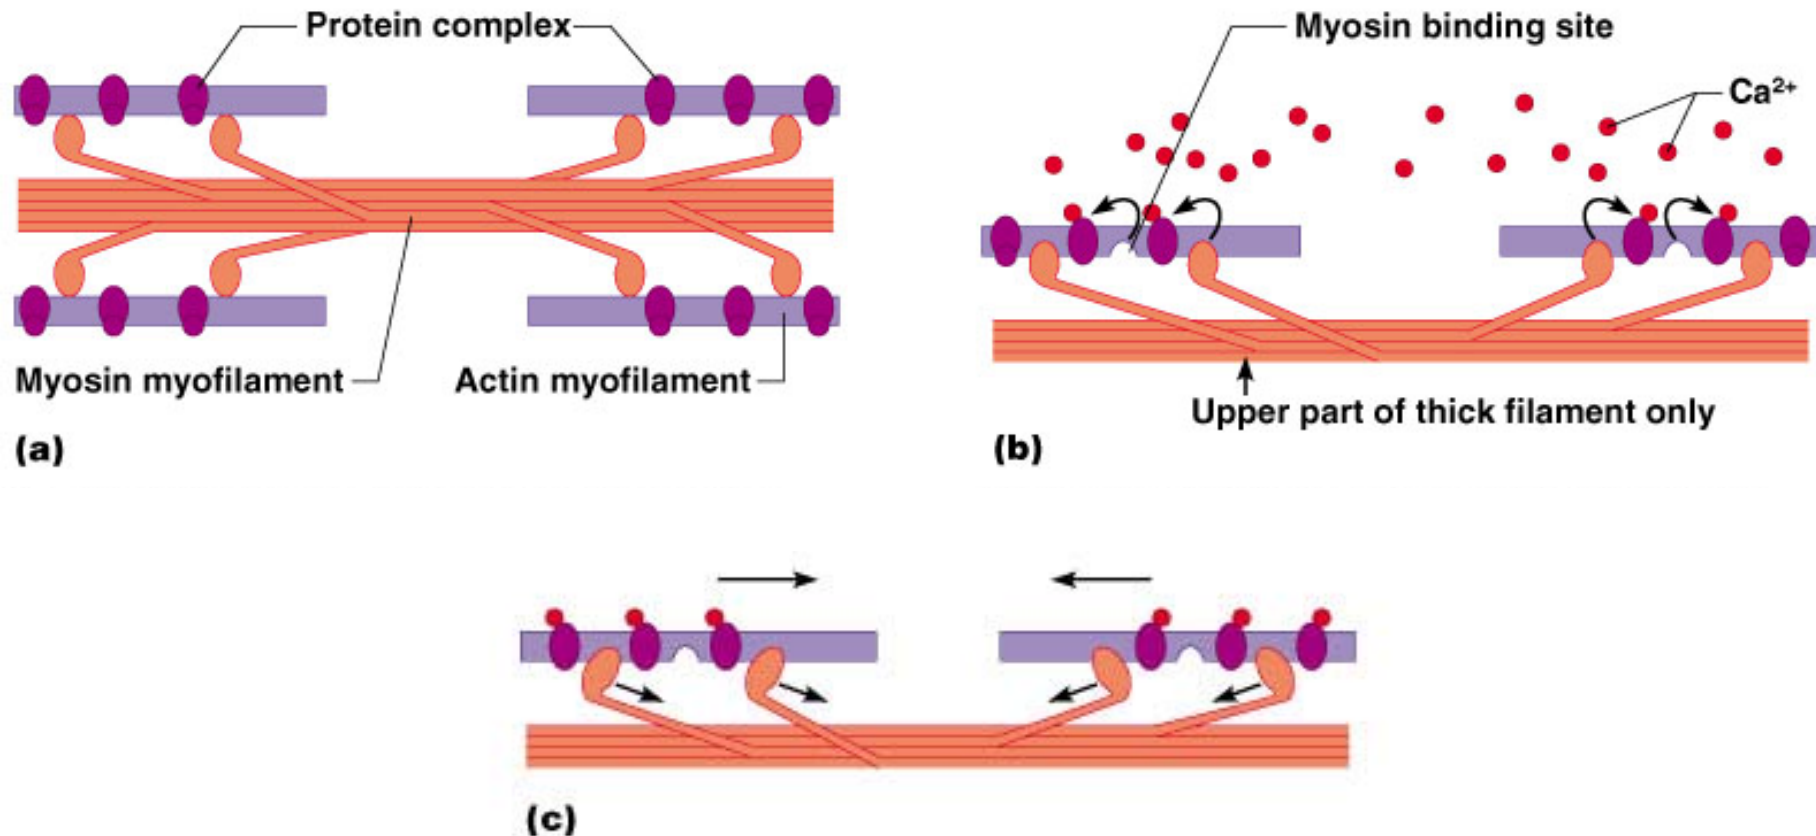 Protein complex
Myosin binding site
Ca²⁺
Myosin myofilament
Actin myofilament
Upper part of thick filament only
(a)
(b)
(c)